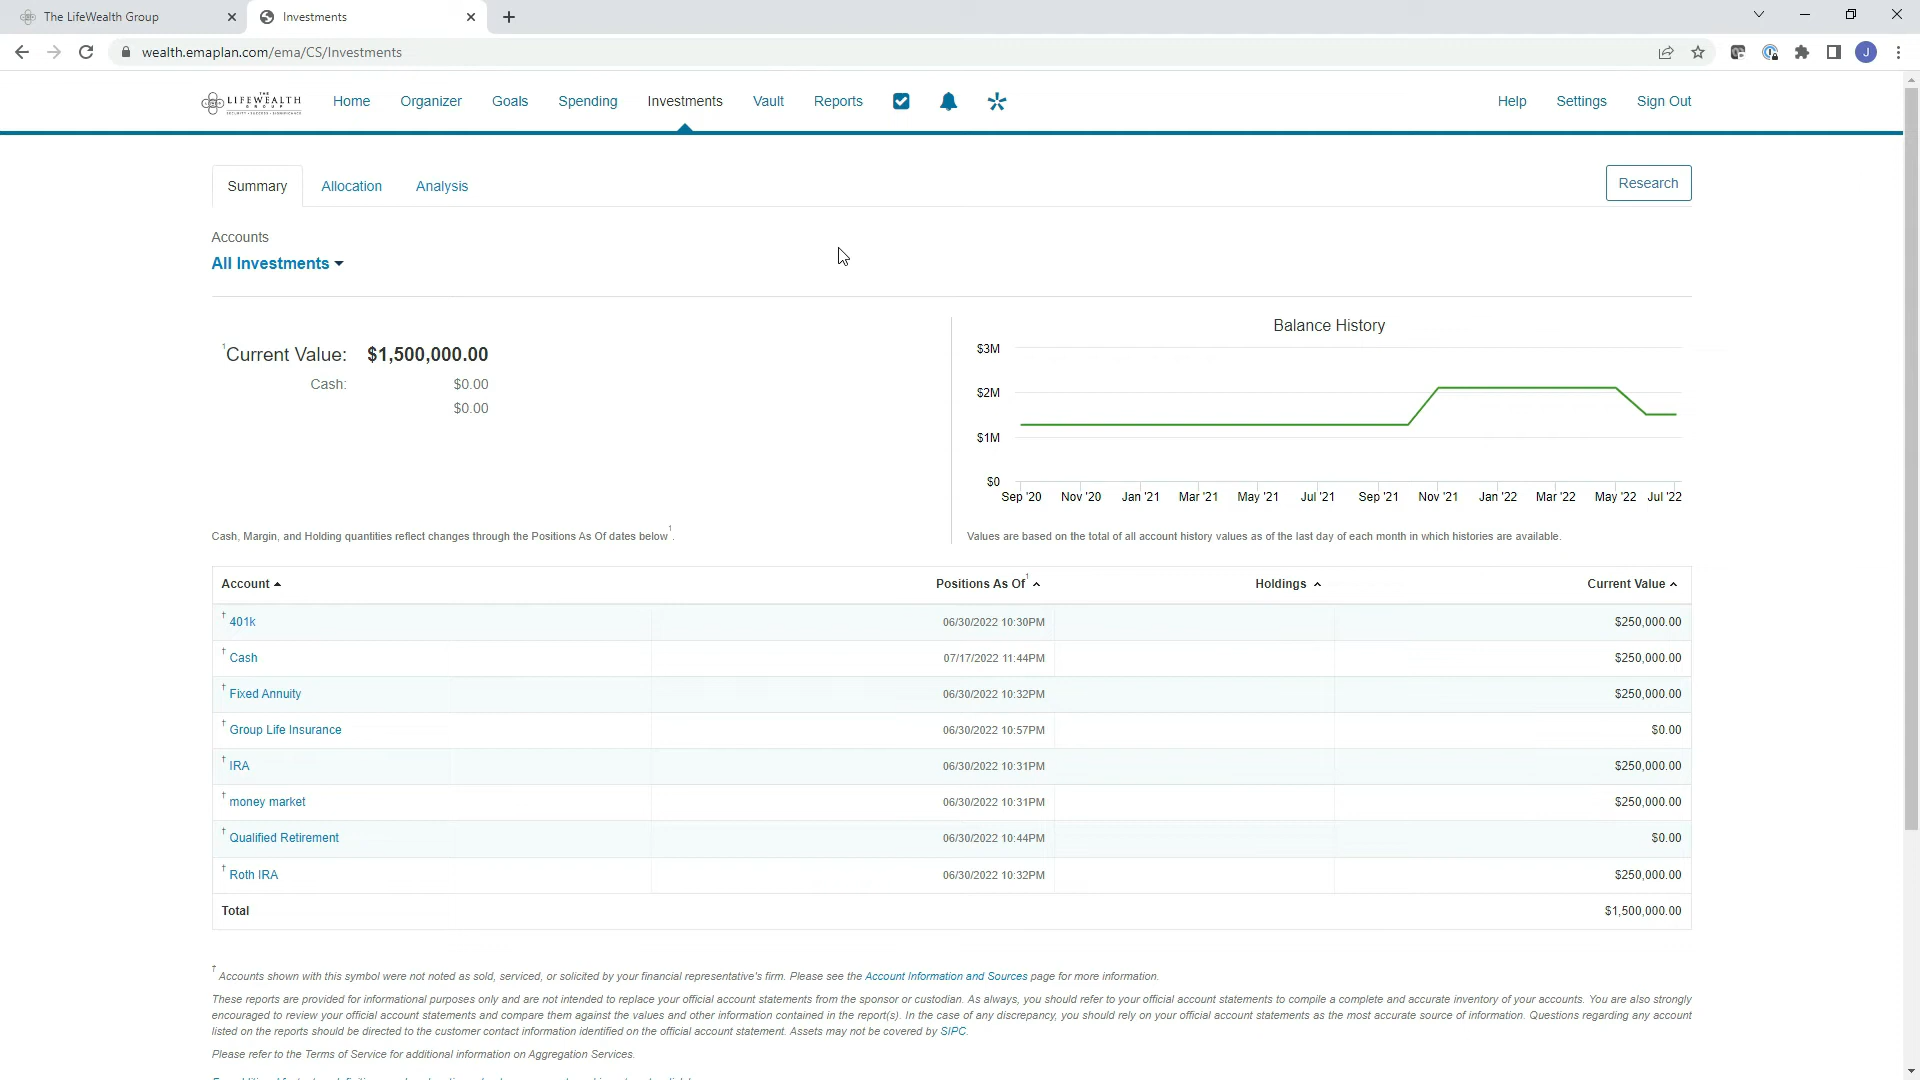 The LifeWealth Group
Investments
wealth.emaplan.com/ema/CS/Investments
J
THE
LIFEWEALTH
GROUP
SECURITY • SUCCESS • SIGNIFICANCE
Home
Organizer
Goals
Spending
Investments
Vault
Reports
Help
Settings
Sign Out
Summary
Allocation
Analysis
Research
Accounts
All Investments
1Current Value: $1,500,000.00
Cash: $0.00
$0.00
Cash, Margin, and Holding quantities reflect changes through the Positions As Of dates below1.
Balance History
$3M
$2M
$1M
$0
Sep '20 Nov '20 Jan '21 Mar '21 May '21 Jul '21 Sep '21 Nov '21 Jan '22 Mar '22 May '22 Jul '22
Values are based on the total of all account history values as of the last day of each month in which histories are available.
Account Positions As Of1 Holdings Current Value
† 401k 06/30/2022 10:30PM $250,000.00
† Cash 07/17/2022 11:44PM $250,000.00
† Fixed Annuity 06/30/2022 10:32PM $250,000.00
† Group Life Insurance 06/30/2022 10:57PM $0.00
† IRA 06/30/2022 10:31PM $250,000.00
† money market 06/30/2022 10:31PM $250,000.00
† Qualified Retirement 06/30/2022 10:44PM $0.00
† Roth IRA 06/30/2022 10:32PM $250,000.00
Total $1,500,000.00
† Accounts shown with this symbol were not noted as sold, serviced, or solicited by your financial representative's firm. Please see the Account Information and Sources page for more information.
These reports are provided for informational purposes only and are not intended to replace your official account statements from the sponsor or custodian. As always, you should refer to your official account statements to compile a complete and accurate inventory of your accounts. You are also strongly
encouraged to review your official account statements and compare them against the values and other information contained in the report(s). In the case of any discrepancy, you should rely on your official account statements as the most accurate source of information. Questions regarding any account
listed on the reports should be directed to the customer contact information identified on the official account statement. Assets may not be covered by SIPC.
Please refer to the Terms of Service for additional information on Aggregation Services.